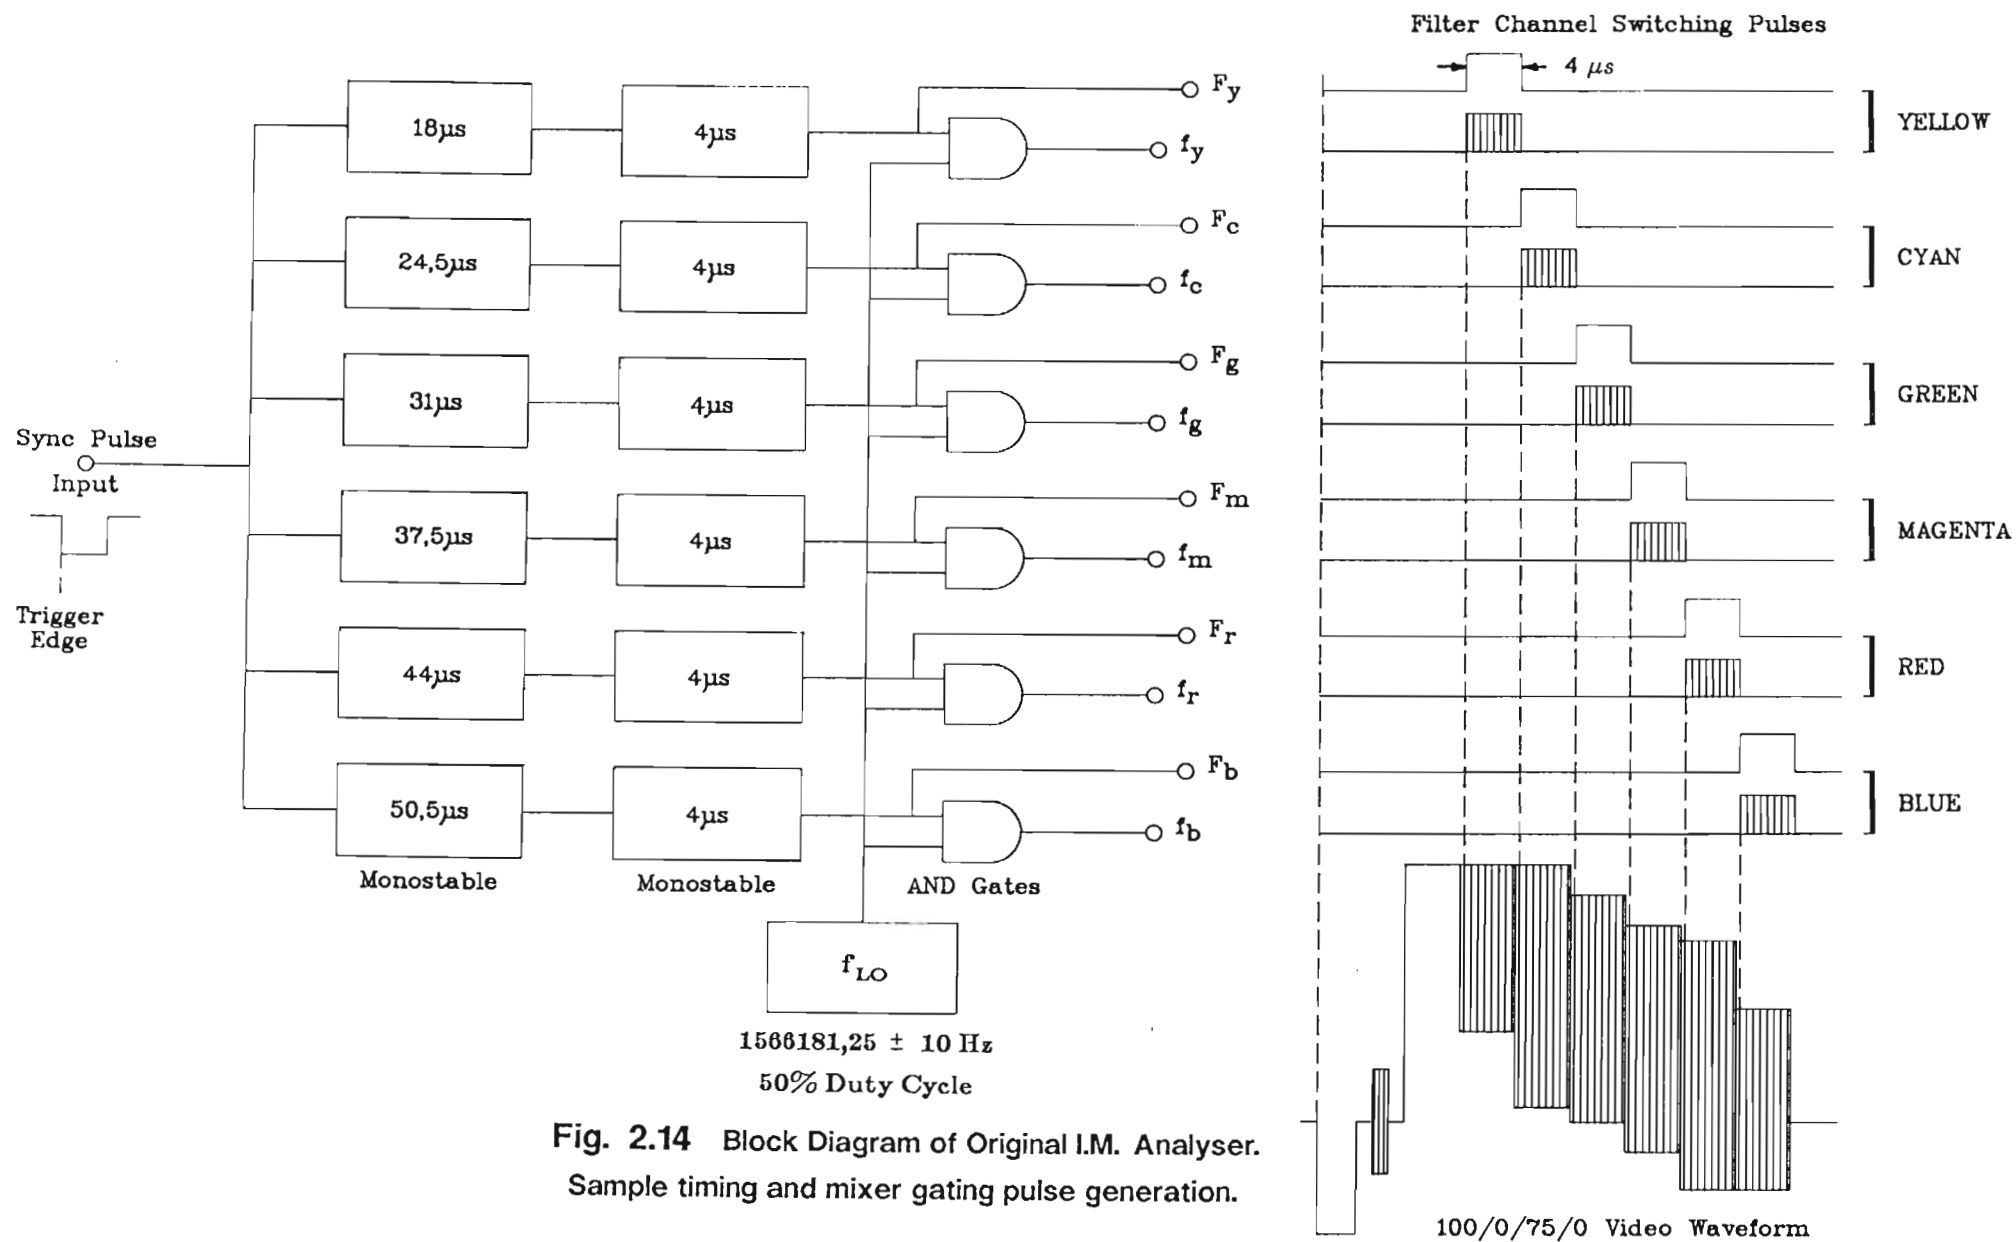 Filter Channel Switching Pulses
4 µs
18µs
4µs
Fy
fy
YELLOW
24,5µs
4µs
Fc
fc
CYAN
31µs
4µs
Fg
fg
GREEN
Sync Pulse
Input
Trigger
Edge
37,5µs
4µs
Fm
fm
MAGENTA
44µs
4µs
Fr
fr
RED
50,5µs
4µs
Fb
fb
BLUE
Monostable
Monostable
AND Gates
fLO
1566181,25 ± 10 Hz
50% Duty Cycle
Fig. 2.14 Block Diagram of Original I.M. Analyser.
Sample timing and mixer gating pulse generation.
100/0/75/0 Video Waveform